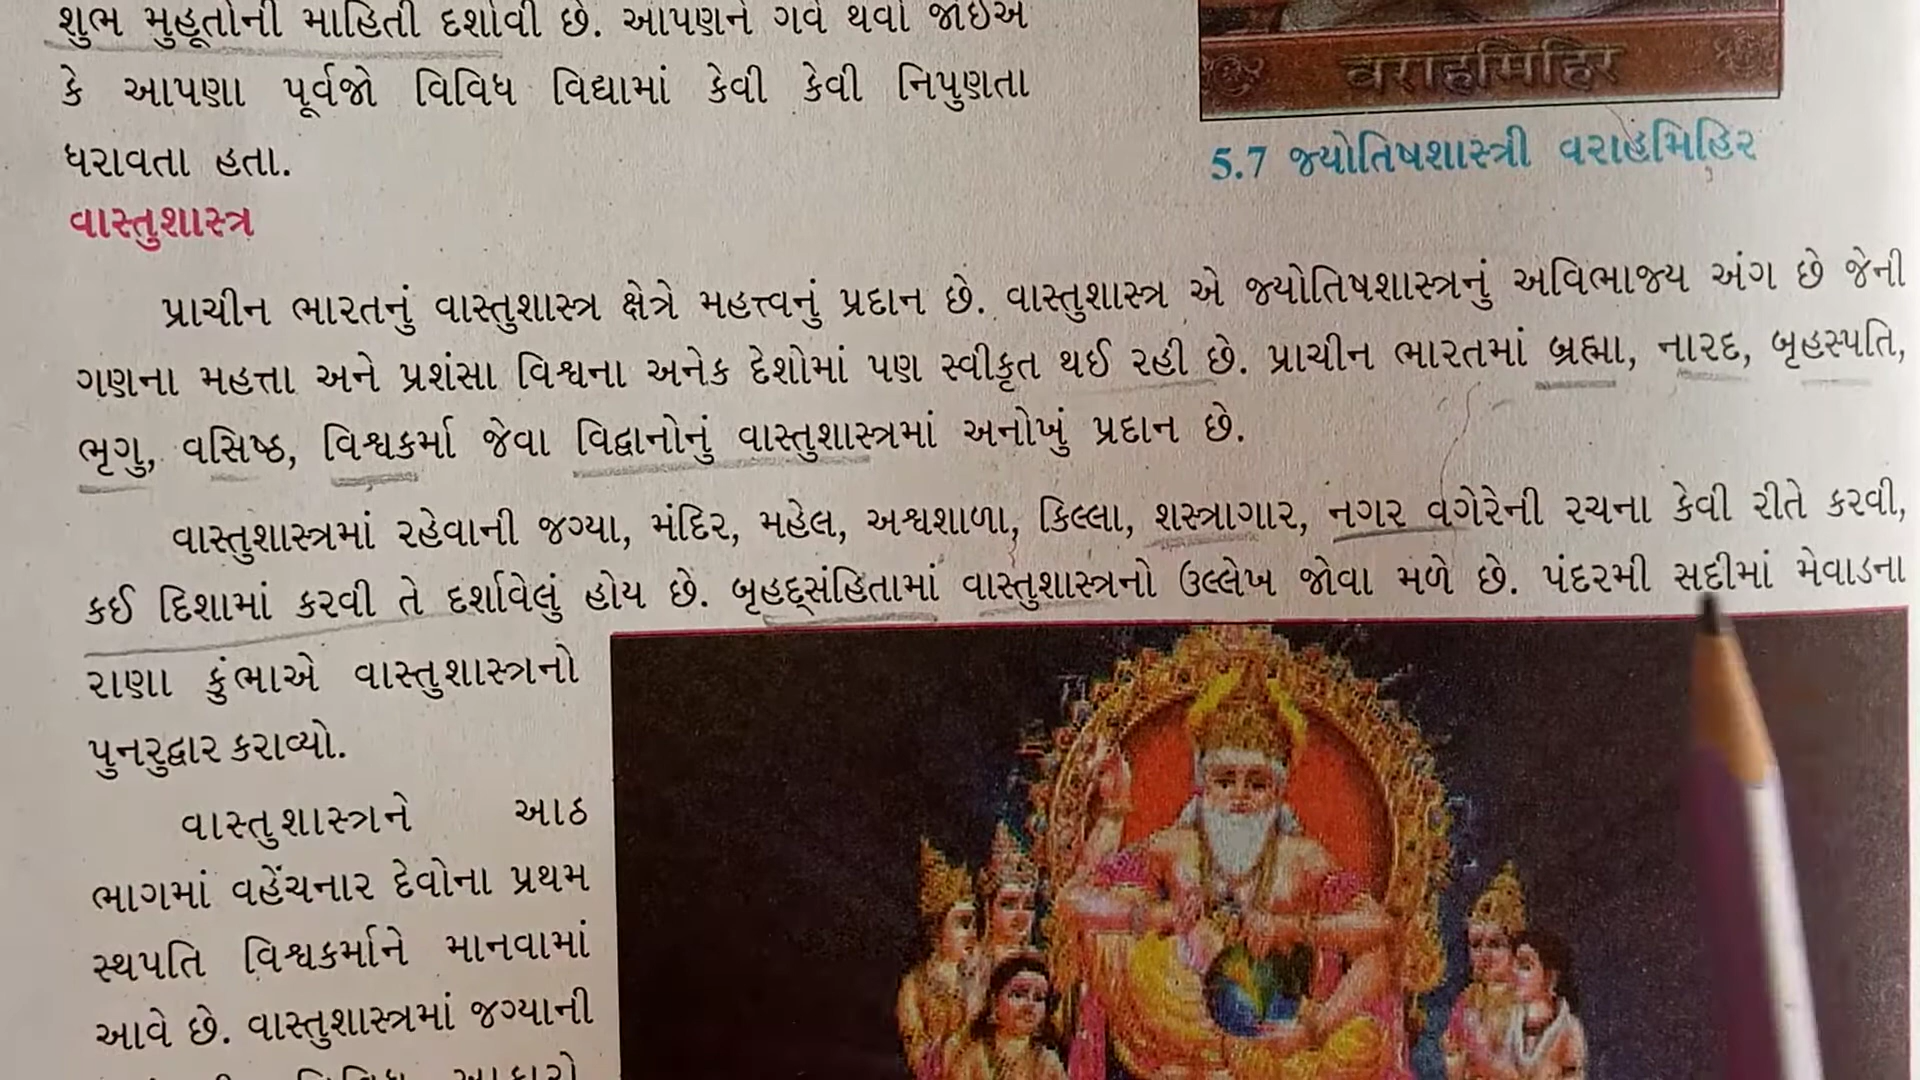 શુભ મુહૂર્તોની માહિતી દર્શાવી છે. આપણને ગર્વ થવો જોઈએ
वराहमिहिर
કે આપણા પૂર્વજો વિવિધ વિદ્યામાં કેવી કેવી નિપુણતા
ધરાવતા હતા.
5.7 જ્યોતિષશાસ્ત્રી વરાહમિહિર
વાસ્તુશાસ્ત્ર
પ્રાચીન ભારતનું વાસ્તુશાસ્ત્ર ક્ષેત્રે મહત્ત્વનું પ્રદાન છે. વાસ્તુશાસ્ત્ર એ જ્યોતિષશાસ્ત્રનું અવિભાજ્ય અંગ છે જેની
ગણના મહત્તા અને પ્રશંસા વિશ્વના અનેક દેશોમાં પણ સ્વીકૃત થઈ રહી છે. પ્રાચીન ભારતમાં બ્રહ્મા, નારદ, બૃહસ્પતિ,
ભૃગુ, વસિષ્ઠ, વિશ્વકર્મા જેવા વિદ્વાનોનું વાસ્તુશાસ્ત્રમાં અનોખું પ્રદાન છે.
વાસ્તુશાસ્ત્રમાં રહેવાની જગ્યા, મંદિર, મહેલ, અશ્વશાળા, કિલ્લા, શસ્ત્રાગાર, નગર વગેરેની રચના કેવી રીતે કરવી,
કઈ દિશામાં કરવી તે દર્શાવેલું હોય છે. બૃહદ્‌સંહિતામાં વાસ્તુશાસ્ત્રનો ઉલ્લેખ જોવા મળે છે. પંદરમી સદીમાં મેવાડના
રાણા કુંભાએ વાસ્તુશાસ્ત્રનો
પુનરુદ્વાર કરાવ્યો.
વાસ્તુશાસ્ત્રને આઠ
ભાગમાં વહેંચનાર દેવોના પ્રથમ
સ્થપતિ વિશ્વકર્માને માનવામાં
આવે છે. વાસ્તુશાસ્ત્રમાં જગ્યાની
વિવિધ આકારો